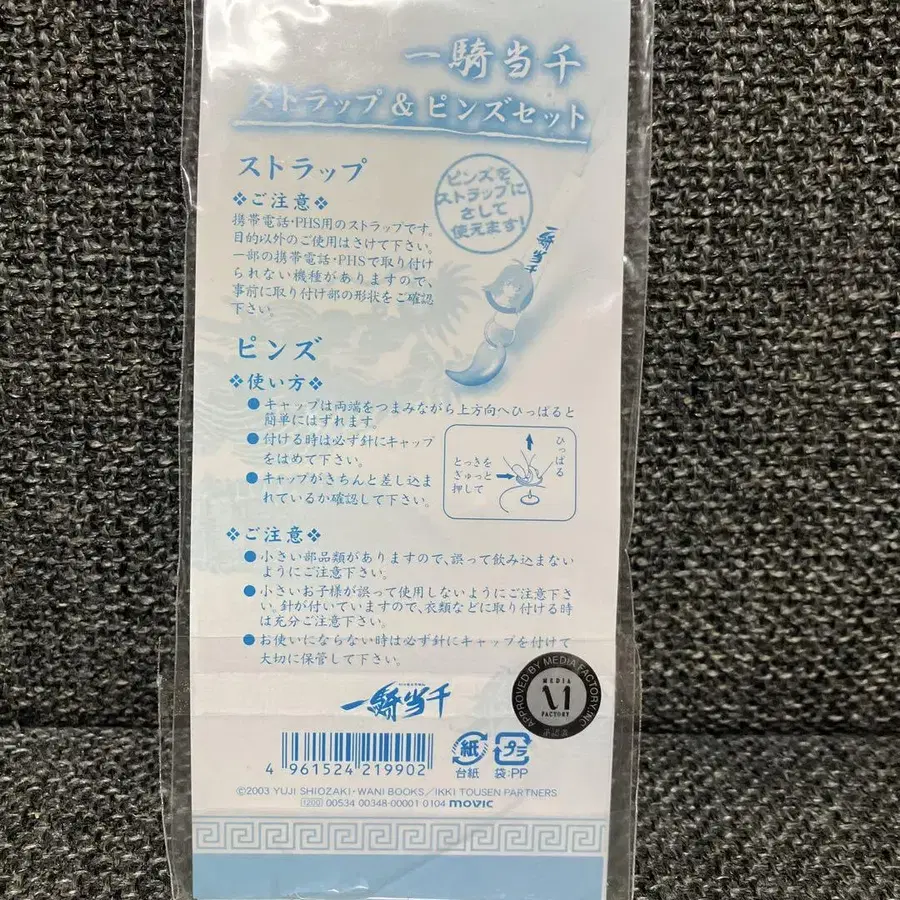 一騎当千
ストラップ & ピンズセット
ストラップ
❖ご注意❖
携帯電話・PHS用のストラップです。
目的以外のご使用はさけて下さい。
一部の携帯電話・PHSで取り付け
られない機種がありますので、
事前に取り付け部の形状をご確認
下さい。
ピンズを
ストラップに
さして
使えます!
一騎当千
ピンズ
❖使い方❖
●キャップは両端をつまみながら上方向へひっぱると
簡単にはずれます。
●付ける時は必ず針にキャップ
をはめて下さい。
●キャップがきちんと差し込ま
れているか確認して下さい。
ひっぱる
とっきを
ぎゅっと
押して
❖ご注意❖
●小さい部品類がありますので、誤って飲み込まない
ようにご注意下さい。
●小さいお子様が誤って使用しないようにご注意下さ
い。針が付いていますので、衣類などに取り付ける時
は充分ご注意下さい。
●お使いにならない時は必ず針にキャップを付けて
大切に保管して下さい。
APPROVED BY MEDIA FACTORY, INC
MEDIA
FACTORY
一騎当千
紙
台紙
プラ
袋:PP
4 961524 219902
©2003 YUJI SHIOZAKI・WANI BOOKS/IKKI TOUSEN PARTNERS
1200 00534 00348-00001 0104 movic